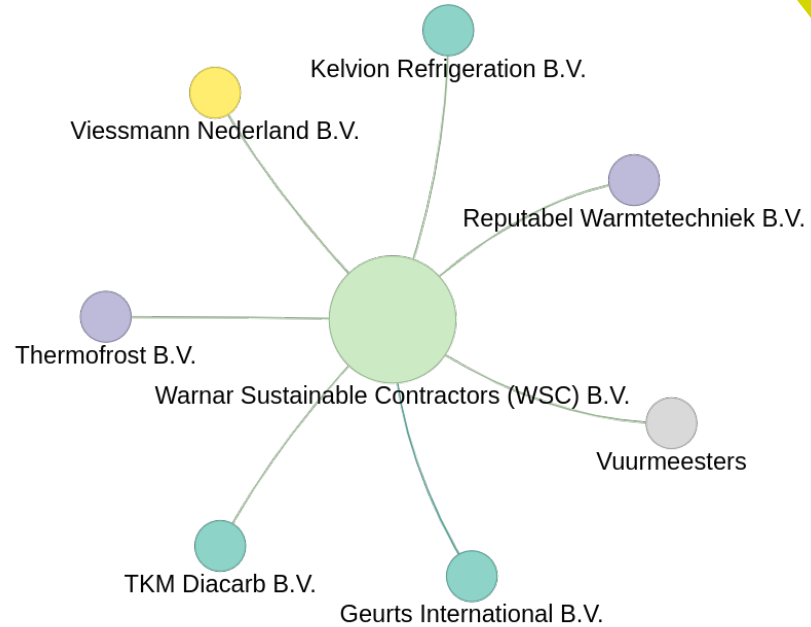 Kelvion Refrigeration B.V.
Viessmann Nederland B.V.
Reputabel Warmtetechniek B.V.
Thermofrost B.V.
Warnar Sustainable Contractors (WSC) B.V.
Vuurmeesters
TKM Diacarb B.V.
Geurts International B.V.